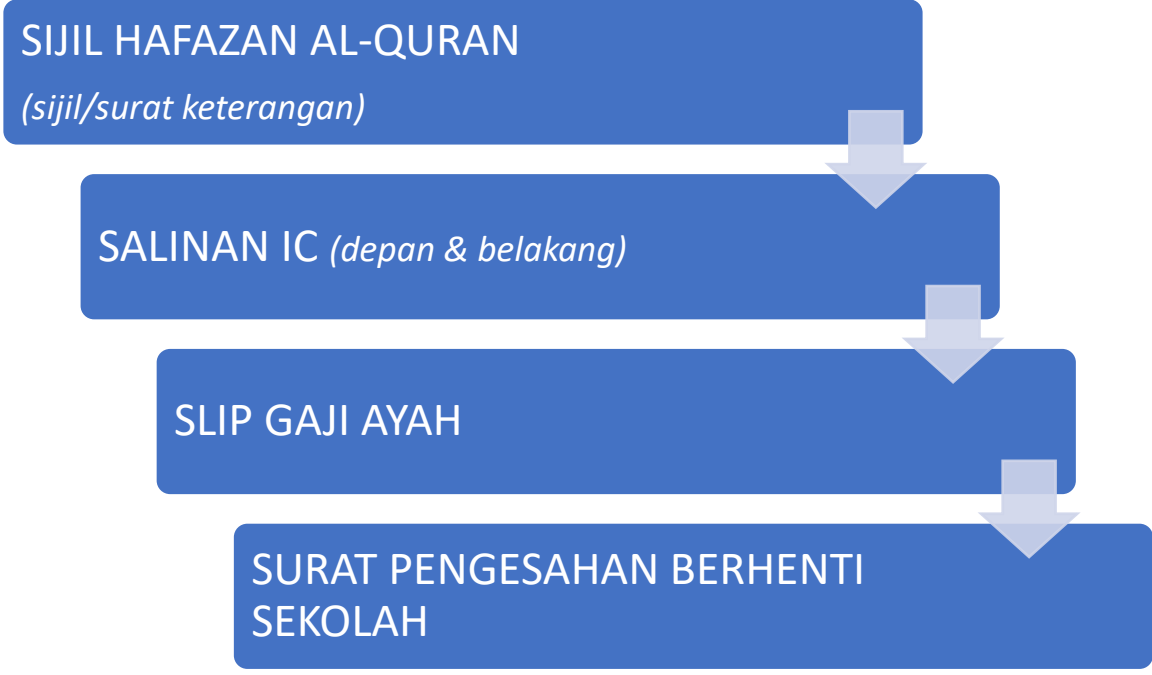 SIJIL HAFAZAN AL-QURAN
(sijil/surat keterangan)
SALINAN IC (depan & belakang)
SLIP GAJI AYAH
SURAT PENGESAHAN BERHENTI
SEKOLAH